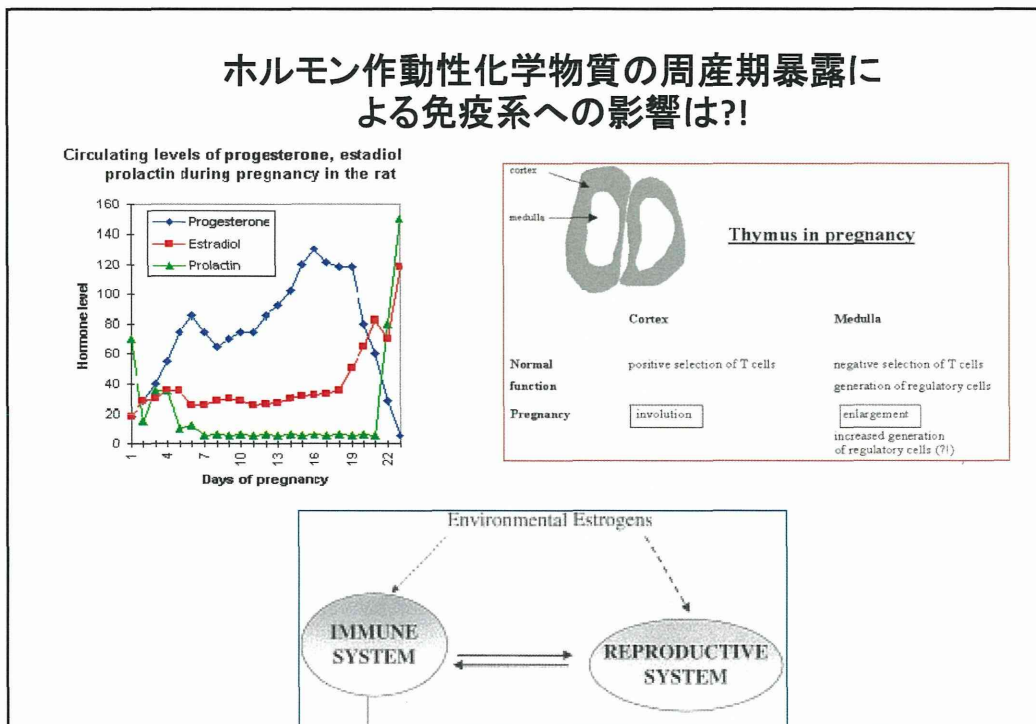 ホルモン作動性化学物質の周産期暴露に
よる免疫系への影響は?!
Circulating levels of progesterone, estadiol
prolactin during pregnancy in the rat
160
140
120
100
80
60
40
20
0
Hormone level
Progesterone
Estradiol
Prolactin
1
4
7
10
13
16
19
22
Days of pregnancy
cortex
medulla
Thymus in pregnancy
Cortex
Medulla
Normal
function
positive selection of T cells
negative selection of T cells
generation of regulatory cells
Pregnancy
involution
enlargement
increased generation
of regulatory cells (?!)
Environmental Estrogens
IMMUNE
SYSTEM
REPRODUCTIVE
SYSTEM